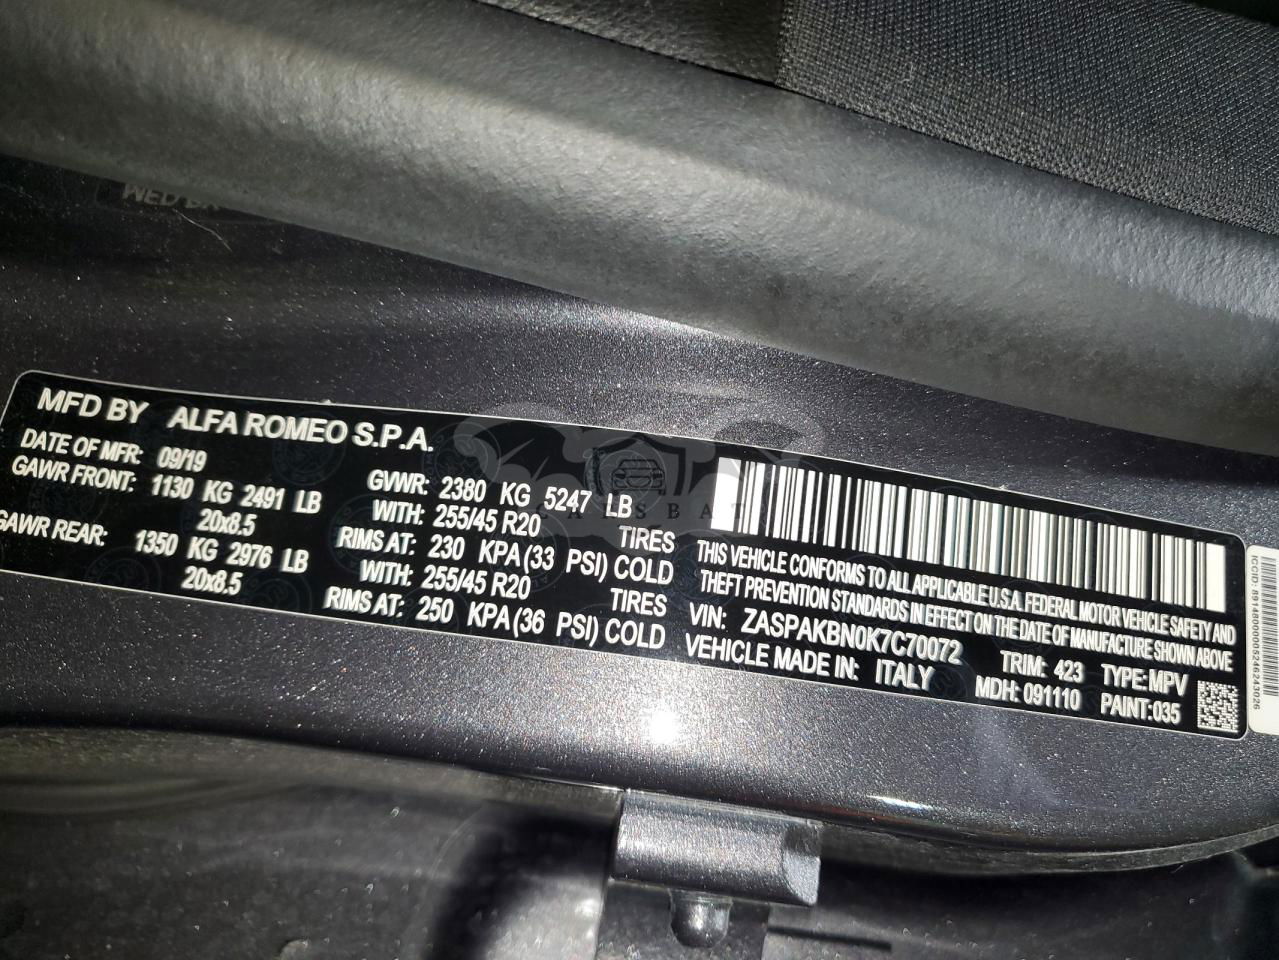 MFD BY ALFA ROMEO S.P.A.
DATE OF MFR: 09/19 GVWR: 2380 KG 5247 LB
GAWR FRONT: 1130 KG 2491 LB WITH: 255/45 R20 TIRES
20x8.5 RIMS AT: 230 KPA (33 PSI) COLD
GAWR REAR: 1350 KG 2976 LB WITH: 255/45 R20 TIRES
20x8.5 RIMS AT: 250 KPA (36 PSI) COLD
THIS VEHICLE CONFORMS TO ALL APPLICABLE U.S.A. FEDERAL MOTOR VEHICLE SAFETY AND
THEFT PREVENTION STANDARDS IN EFFECT ON THE DATE OF MANUFACTURE SHOWN ABOVE
VIN: ZASPAKBN0K7C70072 TRIM: 423 TYPE:MPV
VEHICLE MADE IN: ITALY MDH: 091110 PAINT:035
CCID: 89148000005246243026
CARSBAT